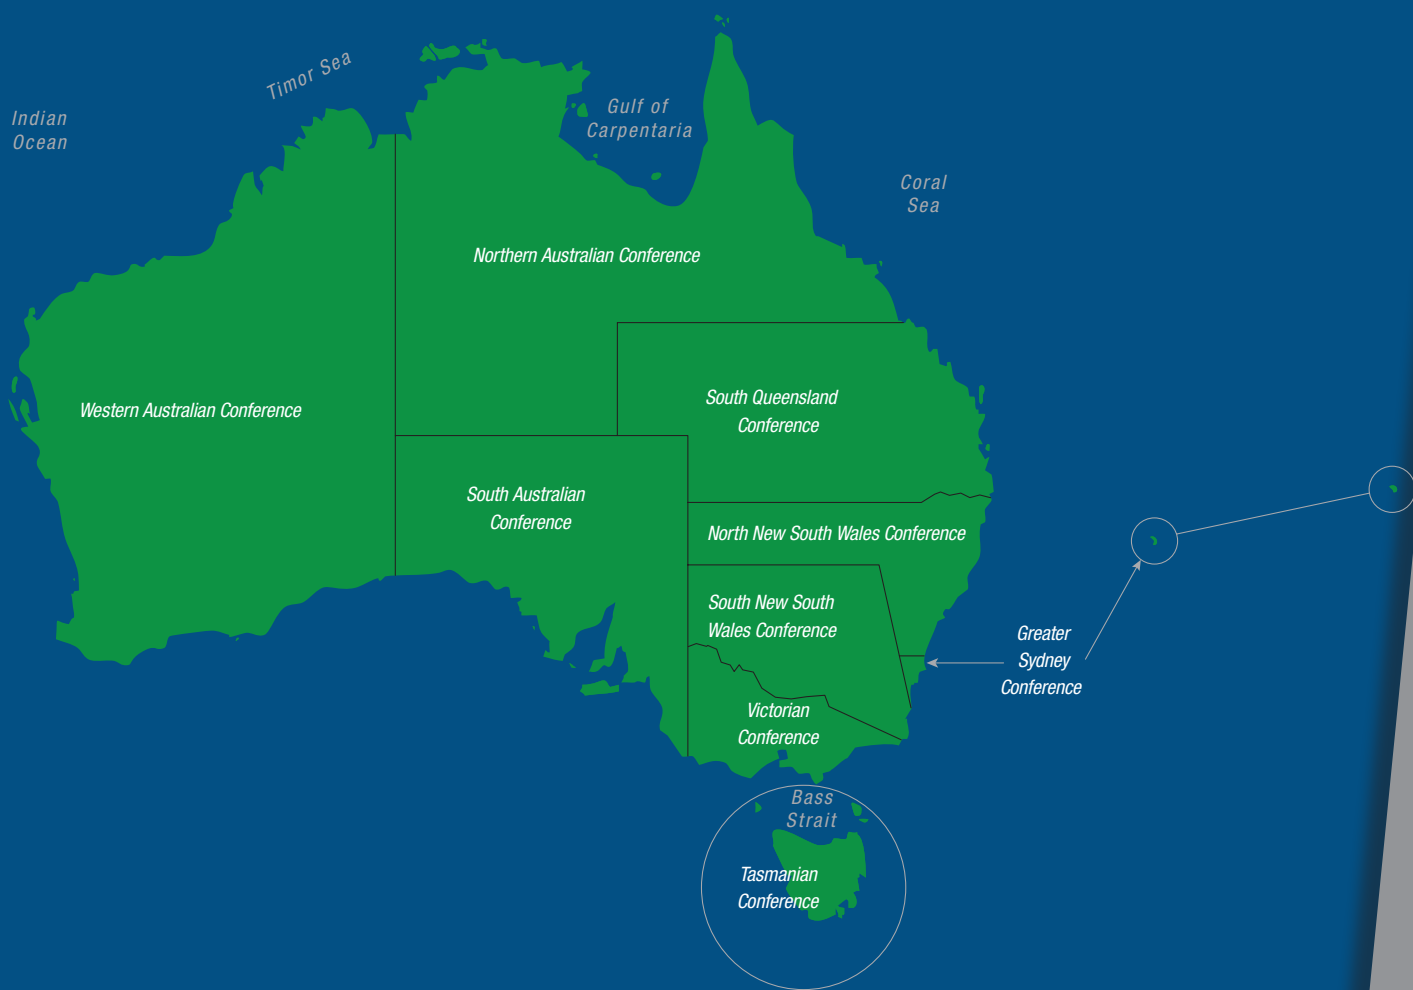 Timor Sea
Indian
Ocean
Gulf of
Carpentaria
Coral
Sea
Northern Australian Conference
Western Australian Conference
South Queensland
Conference
South Australian
Conference
North New South Wales Conference
South New South
Wales Conference
Greater
Sydney
Conference
Victorian
Conference
Bass
Strait
Tasmanian
Conference